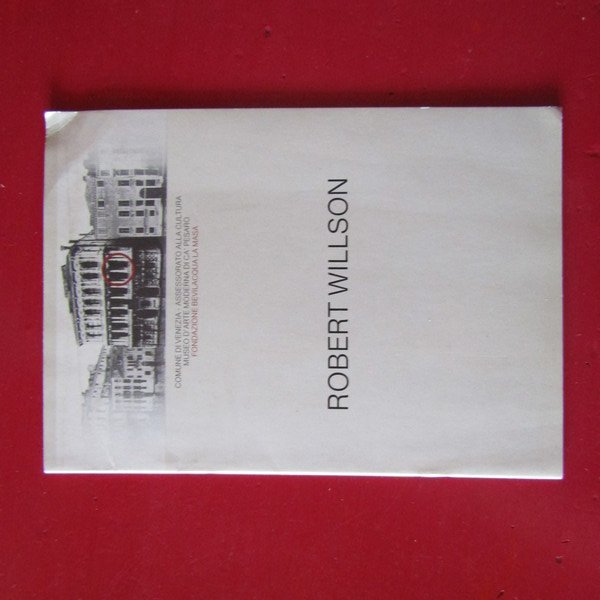 COMUNE DI VENEZIA - ASSESSORATO ALLA CULTURA
MUSEO D'ARTE MODERNA DI CA' PESARO
FONDAZIONE BEVILACQUA LA MASA
ROBERT WILLSON